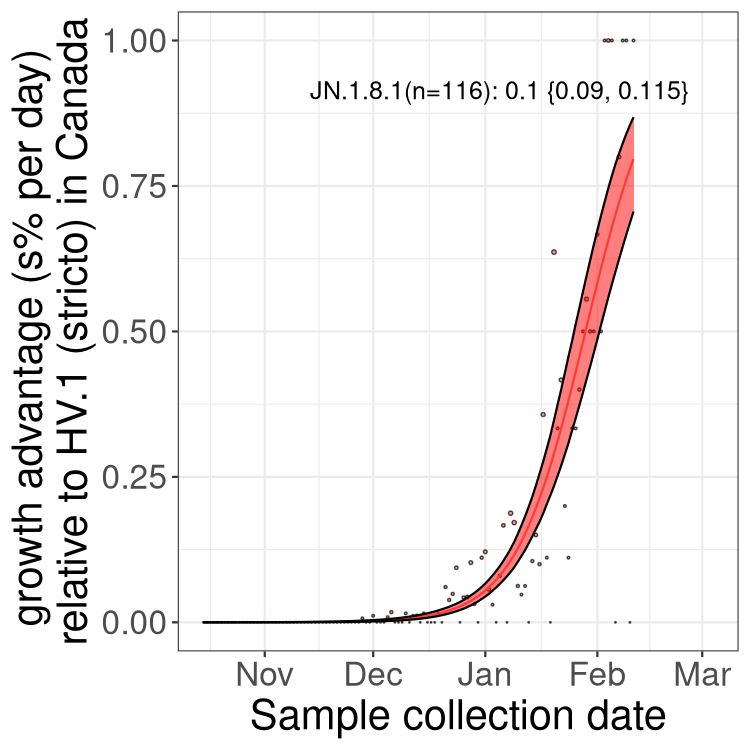 growth advantage (s% per day)
relative to HV.1 (stricto) in Canada
1.00
0.75
0.50
0.25
0.00
JN.1.8.1(n=116): 0.1 {0.09, 0.115}
Nov Dec Jan Feb Mar
Sample collection date